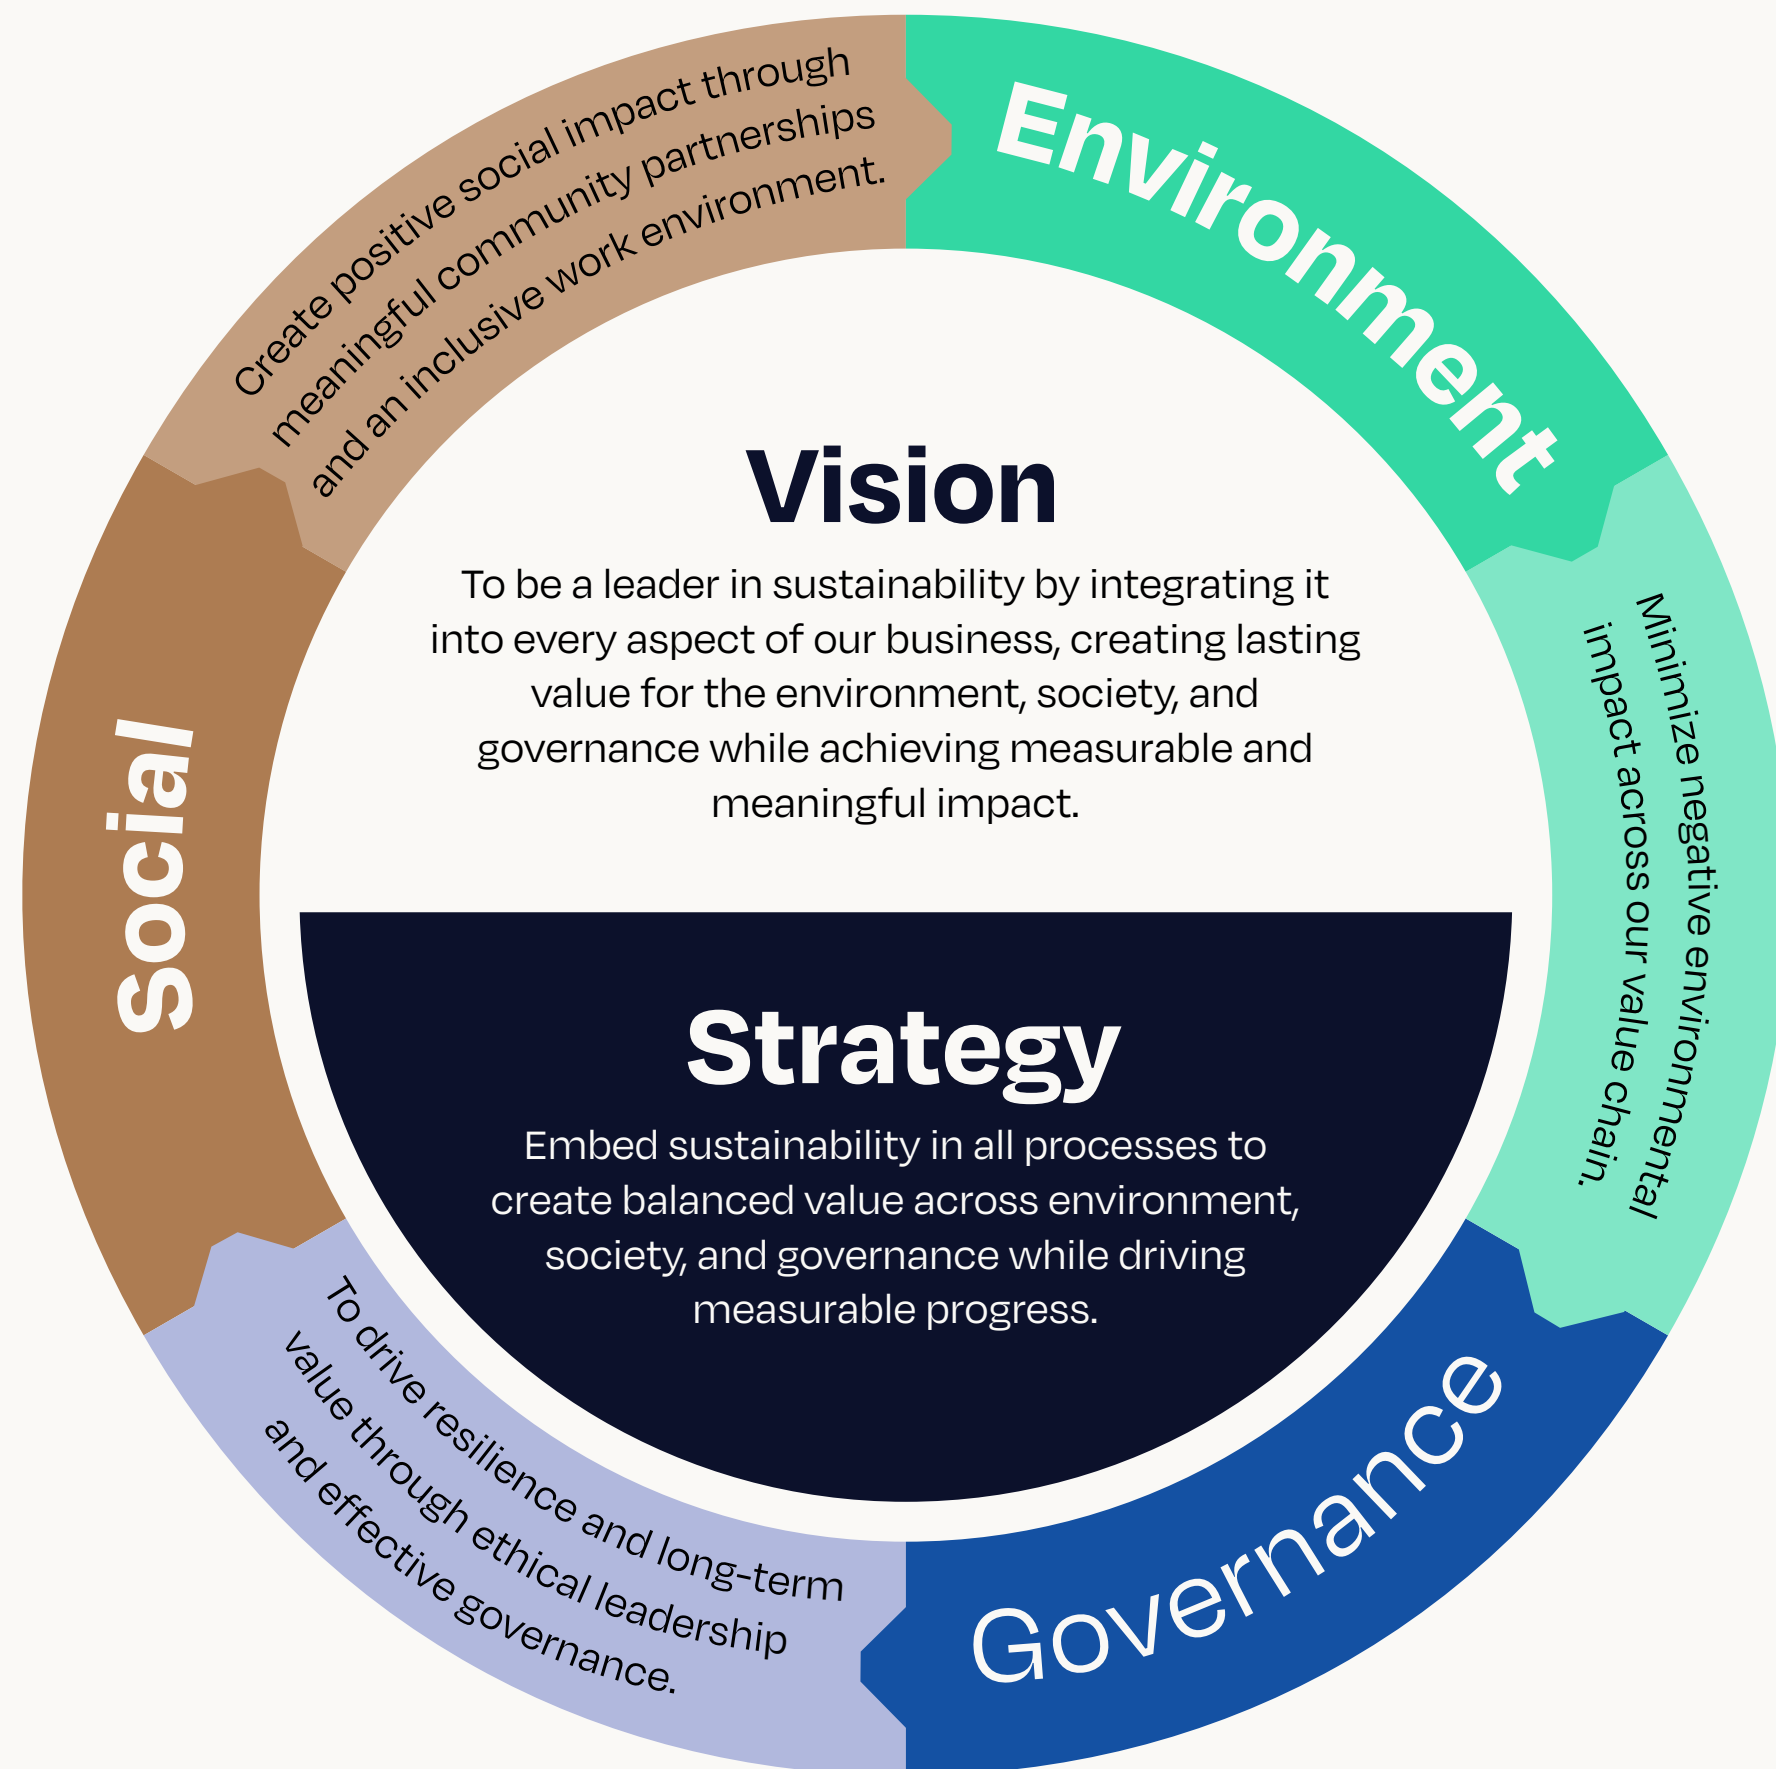 Environment
Minimize negative environmental
impact across our value chain.
Governance
To drive resilience and long-term
value through ethical leadership
and effective governance.
Social
Create positive social impact through
meaningful community partnerships
and an inclusive work environment.
Vision
To be a leader in sustainability by integrating it
into every aspect of our business, creating lasting
value for the environment, society, and
governance while achieving measurable and
meaningful impact.
Strategy
Embed sustainability in all processes to
create balanced value across environment,
society, and governance while driving
measurable progress.